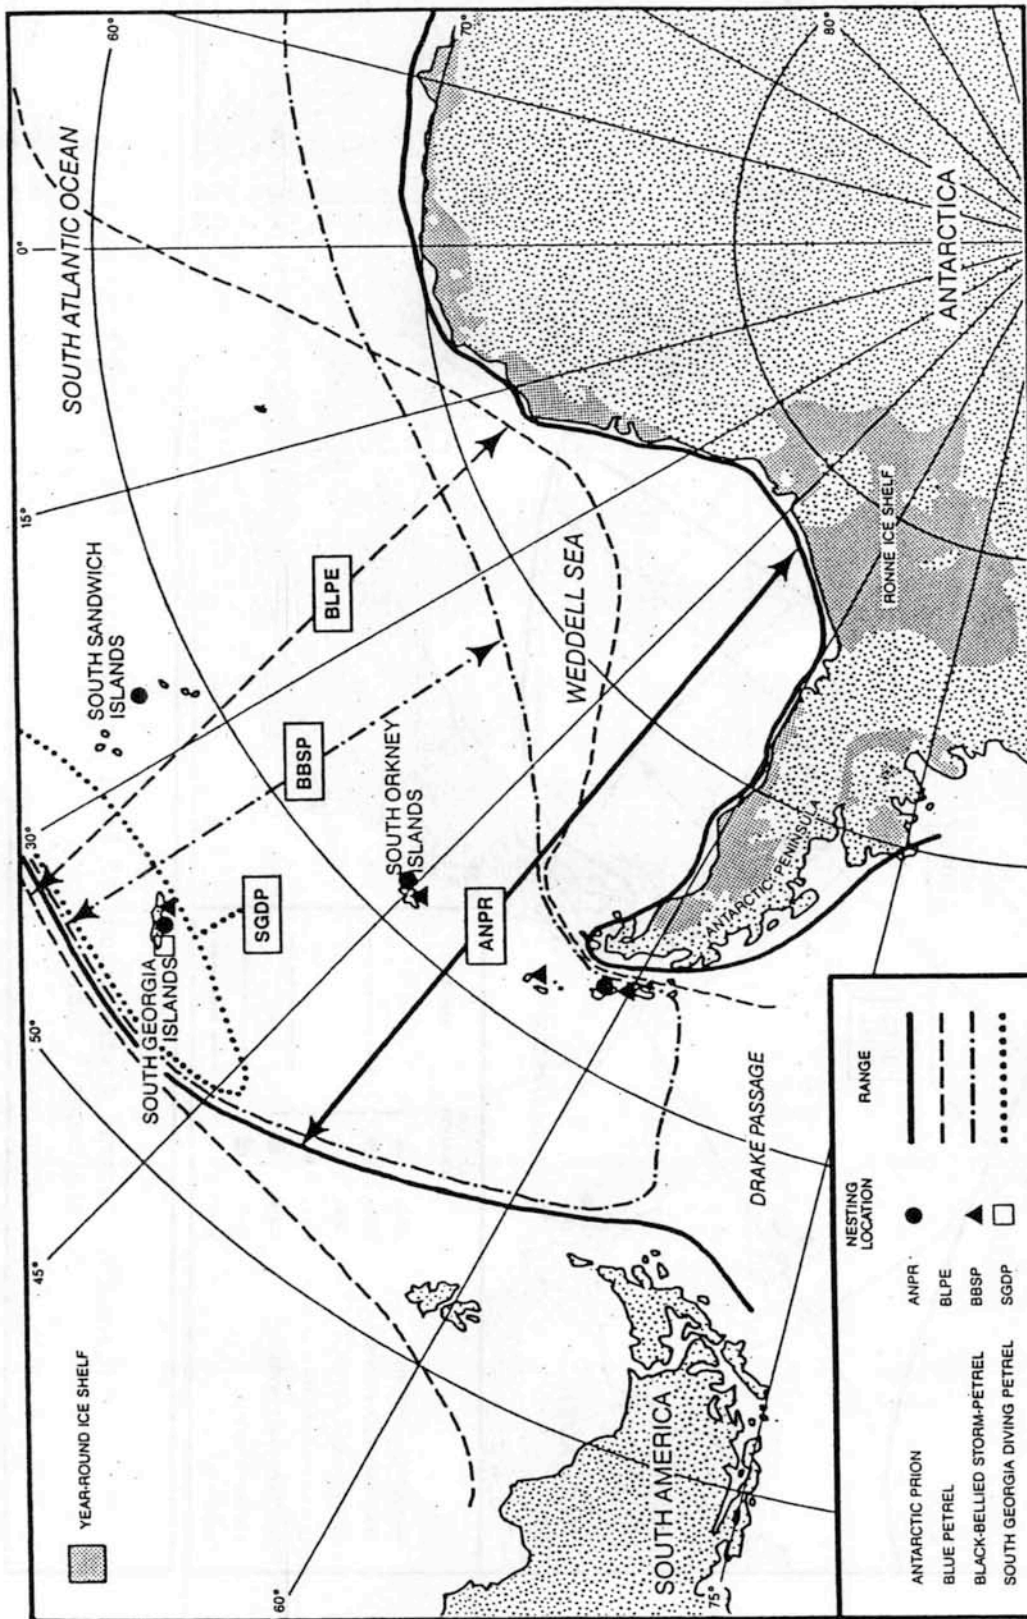 YEAR-ROUND ICE SHELF
60°
45°
50°
30°
15°
0°
60°
70°
80°
75°
SOUTH ATLANTIC OCEAN
SOUTH SANDWICH
ISLANDS
SOUTH GEORGIA
ISLANDS
BLPE
BBSP
SGDP
SOUTH ORKNEY
ISLANDS
ANPR
WEDDELL SEA
ANTARCTICA
RONNE ICE SHELF
ANTARCTIC PENINSULA
DRAKE PASSAGE
SOUTH AMERICA
NESTING
LOCATION
RANGE
ANTARCTIC PRION ANPR
BLUE PETREL BLPE
BLACK-BELLIED STORM-PETREL BBSP
SOUTH GEORGIA DIVING PETREL SGDP